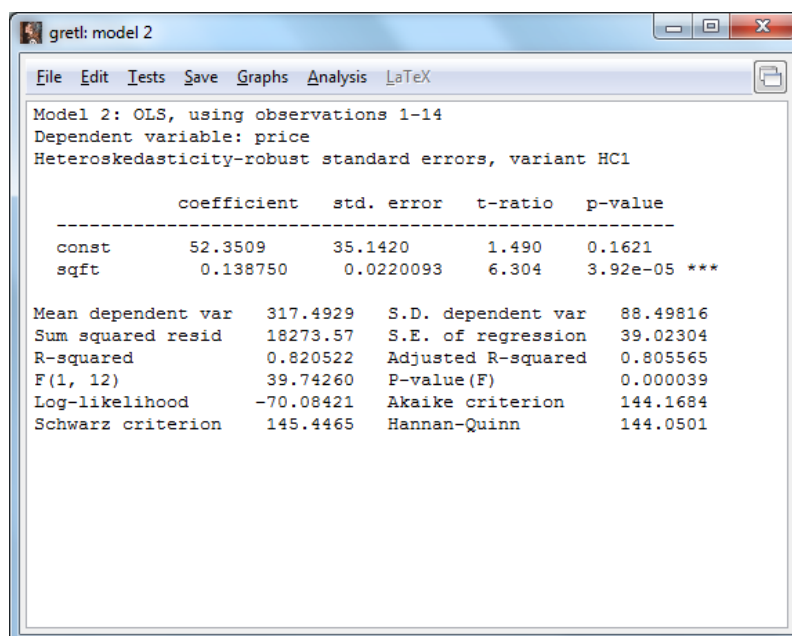 gretl: model 2
File Edit Tests Save Graphs Analysis LaTeX
Model 2: OLS, using observations 1-14
Dependent variable: price
Heteroskedasticity-robust standard errors, variant HC1
coefficient std. error t-ratio p-value
-------------------------------------------------------
const 52.3509 35.1420 1.490 0.1621
sqft 0.138750 0.0220093 6.304 3.92e-05 ***
Mean dependent var 317.4929 S.D. dependent var 88.49816
Sum squared resid 18273.57 S.E. of regression 39.02304
R-squared 0.820522 Adjusted R-squared 0.805565
F(1, 12) 39.74260 P-value(F) 0.000039
Log-likelihood -70.08421 Akaike criterion 144.1684
Schwarz criterion 145.4465 Hannan-Quinn 144.0501